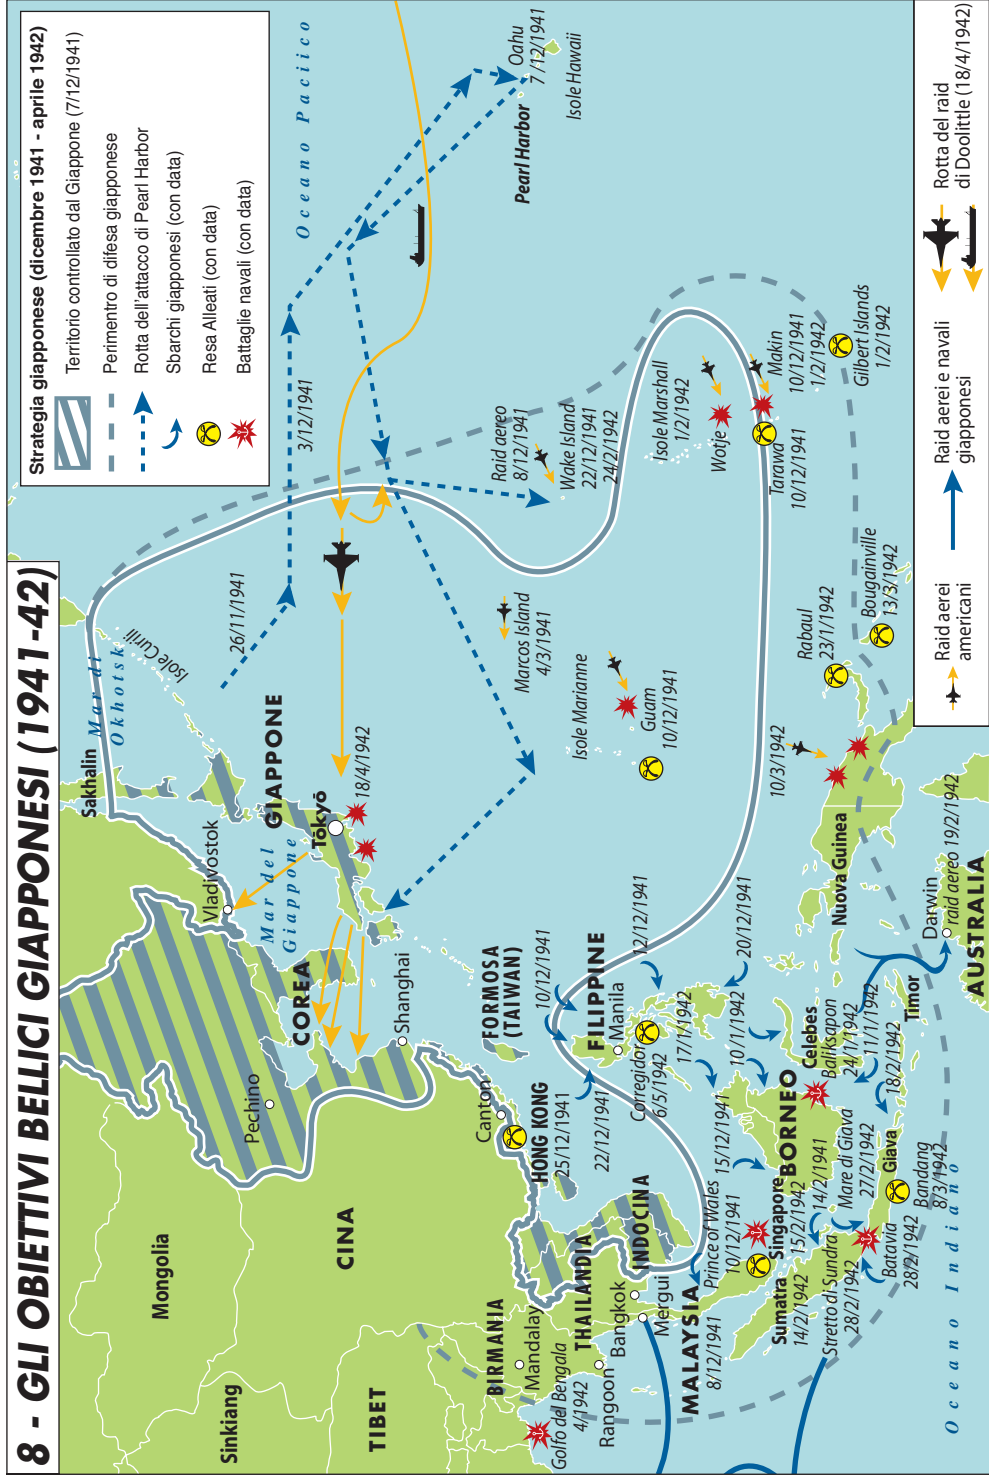 8 - GLI OBIETTIVI BELLICI GIAPPONESI (1941-42)
Strategia giapponese (dicembre 1941 - aprile 1942)
Territorio controllato dal Giappone (7/12/1941)
Perimentro di difesa giapponese
Rotta dell'attacco di Pearl Harbor
Sbarchi giapponesi (con data)
Resa Alleati (con data)
Battaglie navali (con data)
Raid aerei
americani
Raid aerei e navali
giapponesi
Rotta del raid
di Doolittle (18/4/1942)
Sakhalin
Mar di
Okhotsk
Isole Curili
26/11/1941
3/12/1941
Oceano Paciico
Oahu
7 /12/1941
Isole Hawaii
Pearl Harbor
Mongolia
Sinkiang
TIBET
CINA
Pechino
Vladivostok
Mar del
Giappone
GIAPPONE
Tōkyō
18/4/1942
COREA
Shanghai
FORMOSA
(TAIWAN)
Canton
HONG KONG
25/12/1941
22/12/1941
10/12/1941
FILIPPINE
Manila
Corregidor
6/5/1942
12/12/1941
20/12/1941
17/1/1942
10/1/1942
Raid aereo
8/12/1941
Wake Island
22/12/1941
24/2/1942
Marcos Island
4/3/1941
Isole Marianne
Guam
10/12/1941
Isole Marshall
1/2/1942
Wotje
Makin
10/12/1941
1/2/1942
Tarawa
10/12/1941
Gilbert Islands
1/2/1942
Rabaul
23/1/1942
Bougainville
13/3/1942
10/3/1942
Nuova Guinea
Darwin
raid aereo 19/2/1942
AUSTRALIA
Timor
Celebes
Baliksapan
24/1/1942
11/1/1942
18/2/1942
BORNEO
15/12/1941
Prince of Wales
10/12/1941
Singapore
15/2/1942
14/2/1941
Mare di Giava
27/2/1942
Giava
Bandang
8/3/1942
Batavia
28/2/1942
Stretto di Sundra
28/2/1942
Sumatra
14/2/1942
MALAYSIA
8/12/1941
INDOCINA
THAILANDIA
Bangkok
Mergui
BIRMANIA
Mandalay
Rangoon
Golfo del Bengala
4/1942
Oceano Indiano